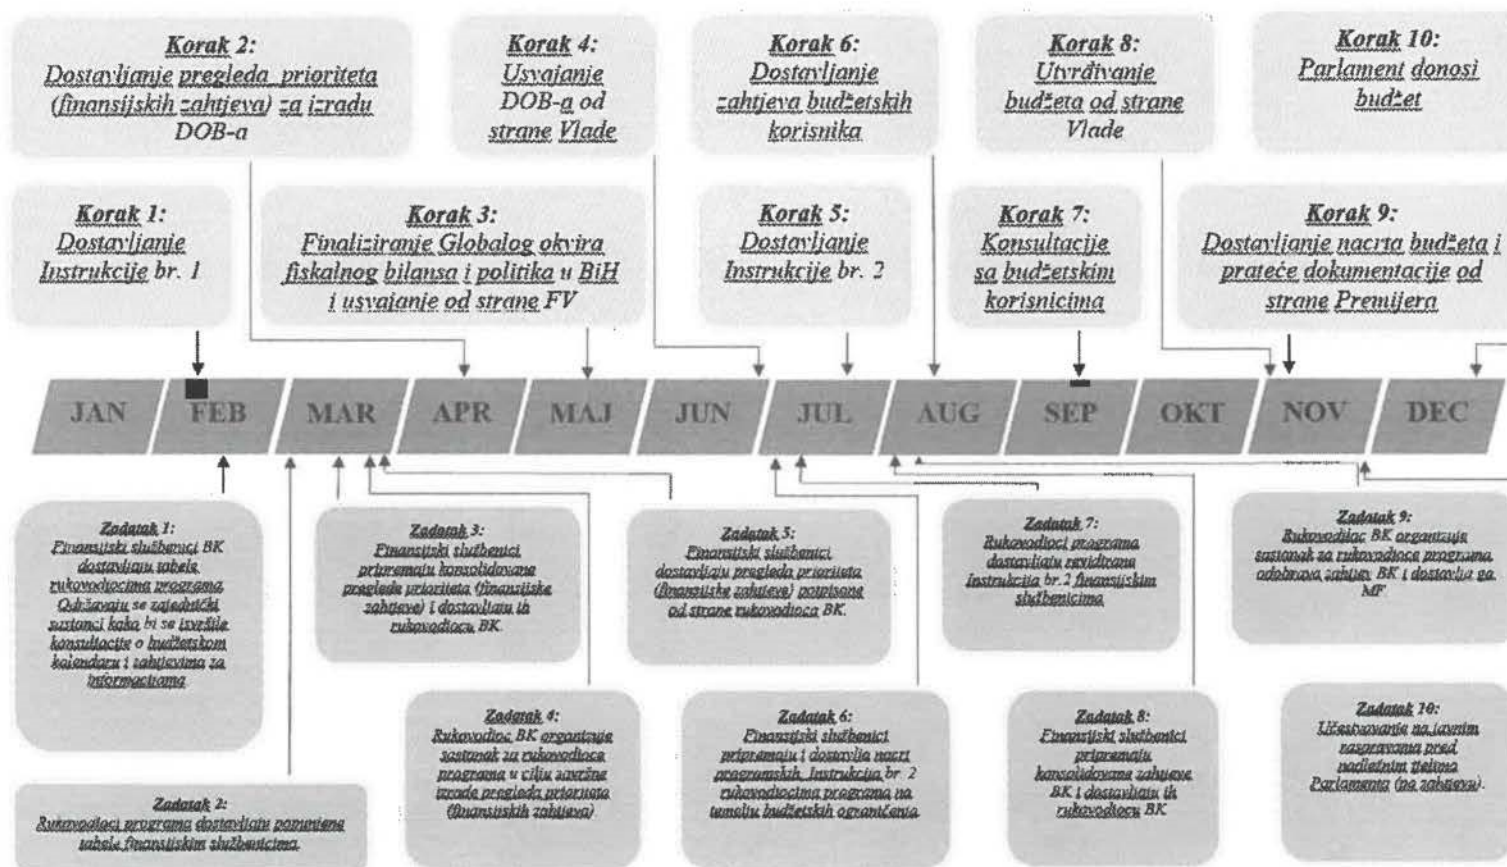 Korak 2:
Dostavljanje pregleda prioriteta
(finansijskih zahtjeva) za izradu
DOB-a
Korak 4:
Usvajanje
DOB-a od
strane Vlade
Korak 6:
Dostavljanje
zahtjeva budžetskih
korisnika
Korak 8:
Utvrđivanje
budžeta od strane
Vlade
Korak 10:
Parlament donosi
budžet
Korak 1:
Dostavljanje
Instrukcije br. 1
Korak 3:
Finaliziranje Globalog okvira
fiskalnog bilansa i politika u BiH
i usvajanje od strane FV
Korak 5:
Dostavljanje
Instrukcije br. 2
Korak 7:
Konsultacije
sa budžetskim
korisnicima
Korak 9:
Dostavljanje nacrta budžeta i
prateće dokumentacije od
strane Premijera
JAN FEB MAR APR MAJ JUN JUL AUG SEP OKT NOV DEC
Zadatak 1:
Finansijski službenici BK
dostavljaju tabele
rukovodiocima programa.
Održavaju se zajednički
sastanci kako bi se izvršile
konsultacije o budžetskom
kalendaru i zahtjevima za
informacijama
Zadatak 3:
Finansijski službenici
pripremaju konsolidovane
preglede prioriteta (finansijske
zahtjeve) i dostavljaju ih
rukovodiocu BK.
Zadatak 5:
Finansijski službenici
dostavljaju pregleda prioriteta
(finansijske zahtjeve) potpisane
od strane rukovodioca BK.
Zadatak 7:
Rukovodioci programa
dostavljaju revidirana
Instrukcija br. 2 finansijskim
službenicima
Zadatak 9:
Rukovodilac BK organizuje
sastanak za rukovodioce programa
odobrava zahtjev BK i dostavlja ga
MF
Zadatak 2:
Rukovodioci programa dostavljaju popunjene
tabele finansijskim službenicima
Zadatak 4:
Rukovodioc BK organizuje
sastanak za rukovodioce
programa u cilju završne
izrade pregleda prioriteta
(finansijskih zahtjeva)
Zadatak 6:
Finansijski službenici
pripremaju i dostavlja nacrt
programskih Instrukcija br. 2
rukovodiocima programa na
temelju budžetskih ograničenja
Zadatak 8:
Finansijski službenici
pripremaju
konsolidovane zahtjeve
BK i dostavljaju ih
rukovodiocu BK
Zadatak 10:
Učestvovanje na javnim
raspravama pred
nadležnim tijelima
Parlamenta (po zahtjevu).